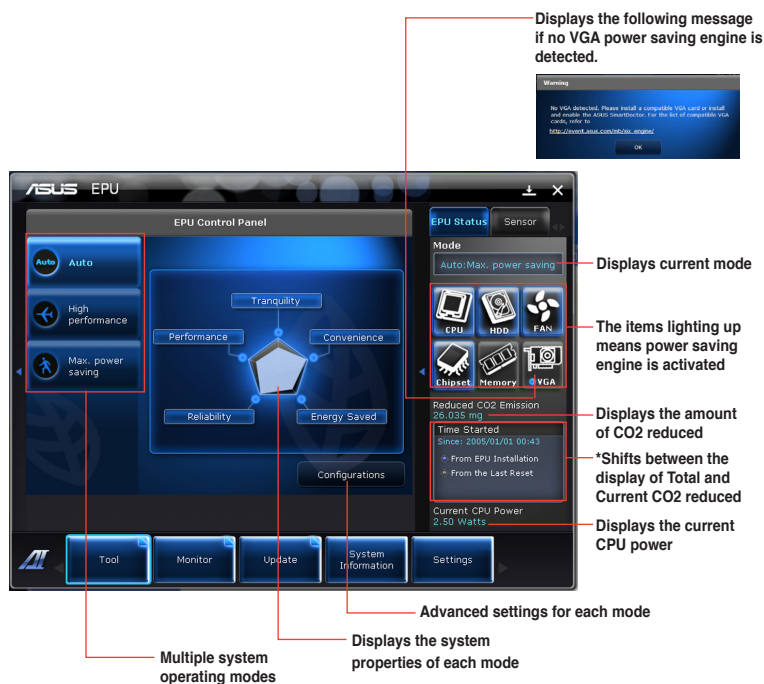 Displays the following message
if no VGA power saving engine is
detected.
Warning
No VGA detected. Please install a compatible VGA card or install
and enable the ASUS SmartDoctor. For the list of compatible VGA
cards, refer to
http://event.asus.com/mb/six_engine/
OK
ASUS EPU
EPU Control Panel
EPU Status
Sensor
Auto
Auto
High
performance
Max. power
saving
Tranquility
Performance
Convenience
Reliability
Energy Saved
Configurations
Mode
Auto:Max. power saving
CPU
HDD
FAN
Chipset
Memory
VGA
Reduced CO2 Emission
26.035 mg
Time Started
Since: 2005/01/01 00:43
From EPU Installation
From the Last Reset
Current CPU Power
2.50 Watts
Displays current mode
The items lighting up
means power saving
engine is activated
Displays the amount
of CO2 reduced
*Shifts between the
display of Total and
Current CO2 reduced
Displays the current
CPU power
Tool
Monitor
Update
System
Information
Settings
Advanced settings for each mode
Displays the system
properties of each mode
Multiple system
operating modes